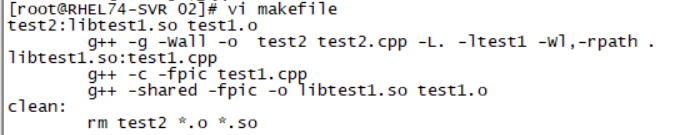 [root@RHEL74-SVR 02]# vi makefile
test2:libtest1.so test1.o
        g++ -g -Wall -o  test2 test2.cpp -L. -ltest1 -Wl,-rpath .
libtest1.so:test1.cpp
        g++ -c -fpic test1.cpp
        g++ -shared -fpic -o libtest1.so test1.o
clean:
        rm test2 *.o *.so